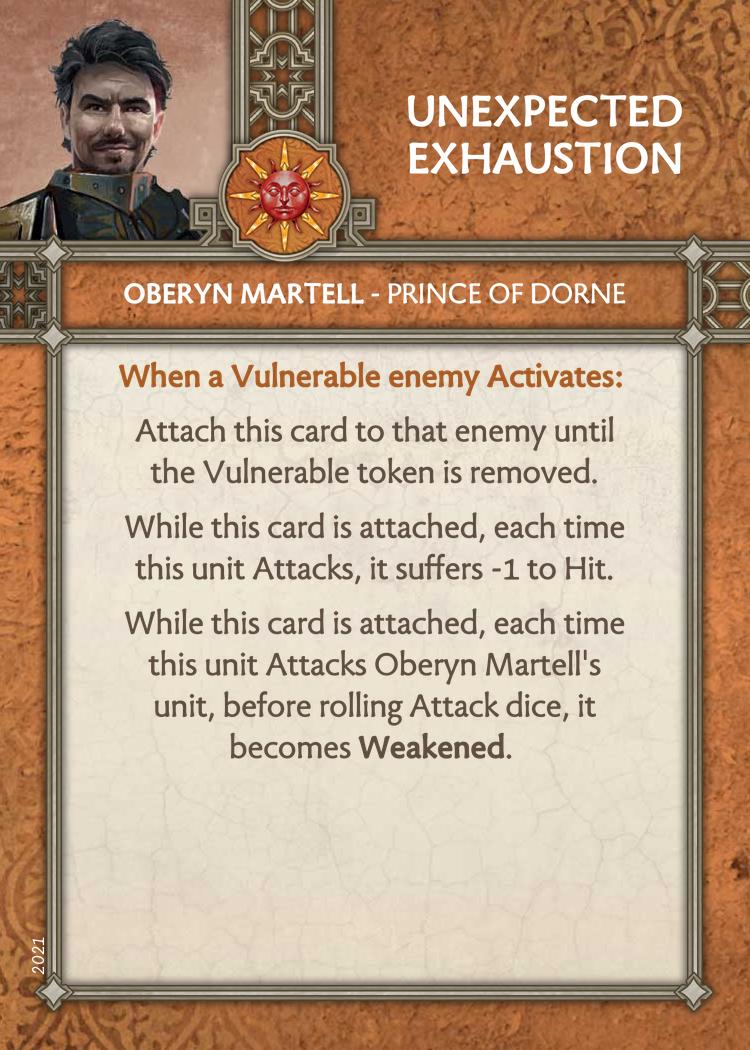 UNEXPECTED
EXHAUSTION
OBERYN MARTELL - PRINCE OF DORNE
When a Vulnerable enemy Activates:
Attach this card to that enemy until
the Vulnerable token is removed.
While this card is attached, each time
this unit Attacks, it suffers -1 to Hit.
While this card is attached, each time
this unit Attacks Oberyn Martell's
unit, before rolling Attack dice, it
becomes Weakened.
2021